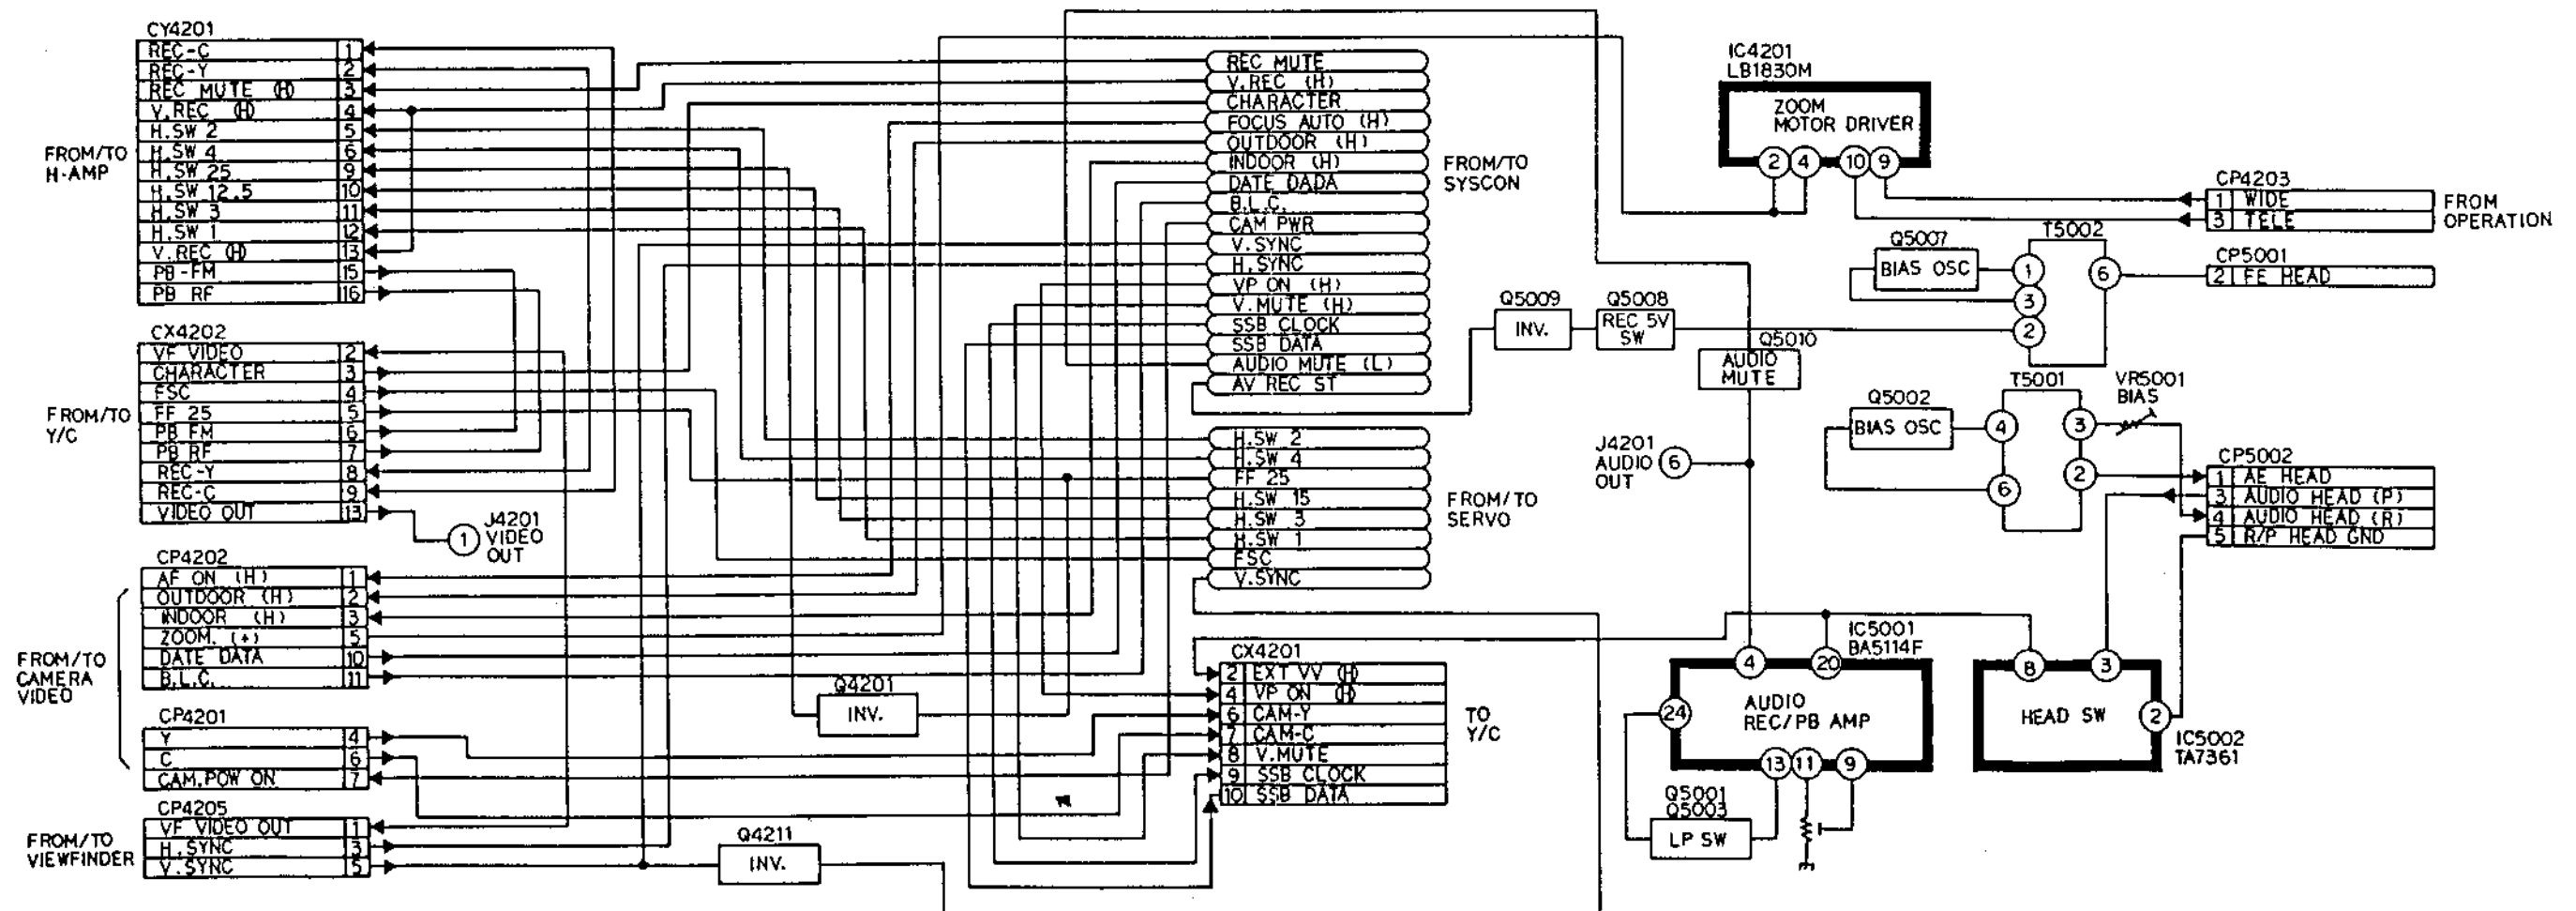 CY4201
FROM/TO
H-AMP
REC-C 1
REC-Y 2
REC MUTE (H) 3
V.REC (H) 4
H.SW 2 5
H.SW 4 6
H.SW 25 9
H.SW 12.5 10
H.SW 3 11
H.SW 1 12
V.REC (H) 13
PB-FM 15
PB RF 16
CX4202
FROM/TO
Y/C
VF VIDEO 2
CHARACTER 3
FSC 4
FF 25 5
PB FM 6
PB RF 7
REC-Y 8
REC-C 9
VIDEO OUT 13
1
J4201
VIDEO
OUT
CP4202
FROM/TO
CAMERA
VIDEO
AF ON (H) 1
OUTDOOR (H) 2
INDOOR (H) 3
ZOOM. (+) 5
DATE DATA 10
B.L.C. 11
CP4201
Y 4
C 6
CAM.POW ON 7
CP4205
FROM/TO
VIEWFINDER
VF VIDEO OUT 1
H.SYNC 3
V.SYNC 5
Q4211
INV.
Q4201
INV.
REC MUTE
V.REC (H)
CHARACTER
FOCUS AUTO (H)
OUTDOOR (H)
INDOOR (H)
DATE DADA
B.L.C.
CAM PWR
V.SYNC
H.SYNC
VP ON (H)
V.MUTE (H)
SSB CLOCK
SSB DATA
AUDIO MUTE (L)
AV REC ST
FROM/TO
SYSCON
H.SW 2
H.SW 4
FF 25
H.SW 15
H.SW 3
H.SW 1
FSC
V.SYNC
FROM/TO
SERVO
CX4201
2 EXT VV (H)
4 VP ON (H)
6 CAM-Y
7 CAM-C
8 V.MUTE
9 SSB CLOCK
10 SSB DATA
TO
Y/C
IC4201
LB1830M
ZOOM
MOTOR DRIVER
2 4 10 9
CP4203
1 WIDE
3 TELE
FROM
OPERATION
Q5009
INV.
Q5008
REC 5V
SW
Q5007
BIAS OSC
T5002
1
3
2
6
CP5001
2 FE HEAD
Q5010
AUDIO
MUTE
J4201
AUDIO
OUT
6
Q5002
BIAS OSC
T5001
4
6
3
2
VR5001
BIAS
CP5002
1 AE HEAD
3 AUDIO HEAD (P)
4 AUDIO HEAD (R)
5 R/P HEAD GND
IC5001
BA5114F
4 20
24
AUDIO
REC/PB AMP
13 11 9
Q5001
Q5003
LP SW
8 3
HEAD SW
2
IC5002
TA7361